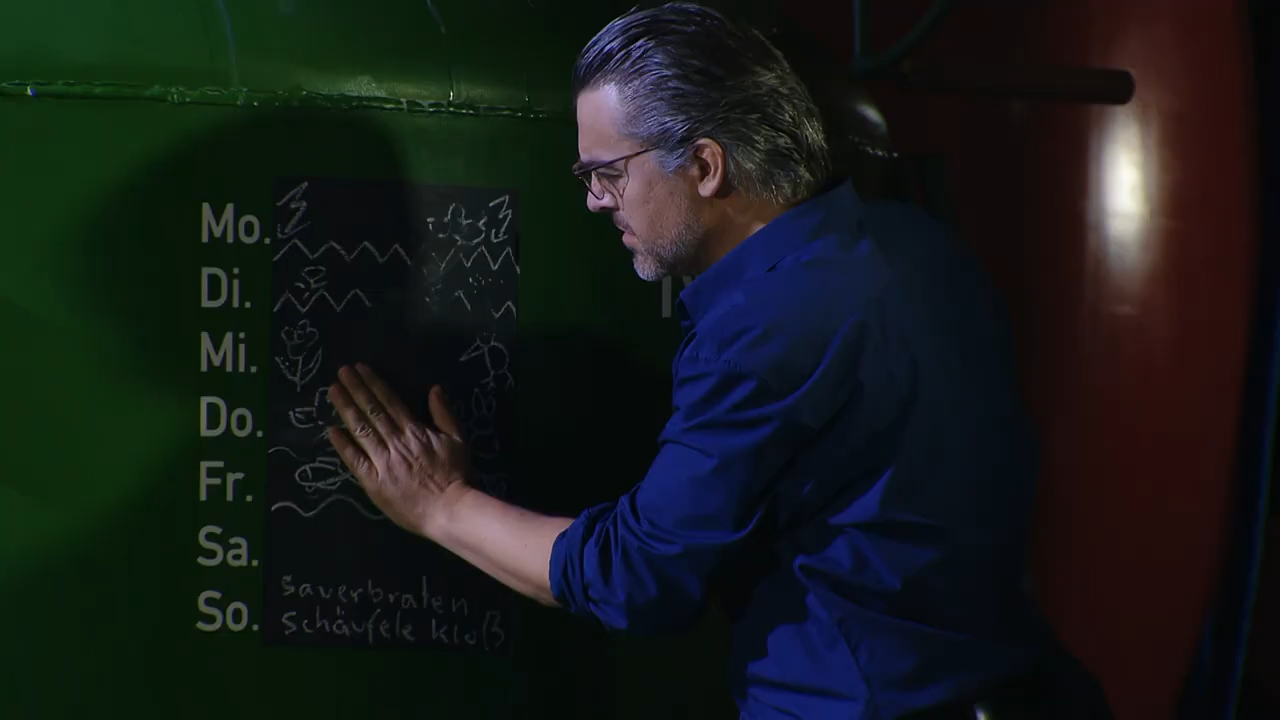 Mo.
Di.
Mi.
Do.
Fr.
Sa.
So.
Sauerbraten
Schäufele Kloß